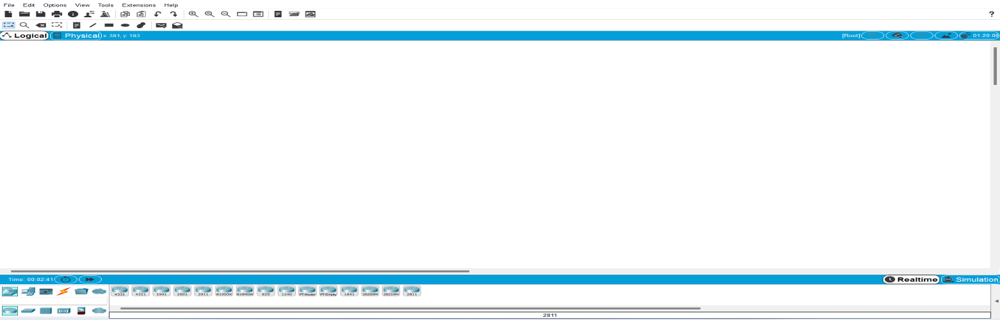 File Edit Options View Tools Extensions Help
?
Logical Physical x: 381, y: 183 [Root] 01:20:00
Time: 00:02:41 Realtime Simulation
4331 4321 1941 2901 2911 819IOX 819HGW 829 1240 PT-Router PT-Empty 1841 2620XM 2621XM 2811
2811